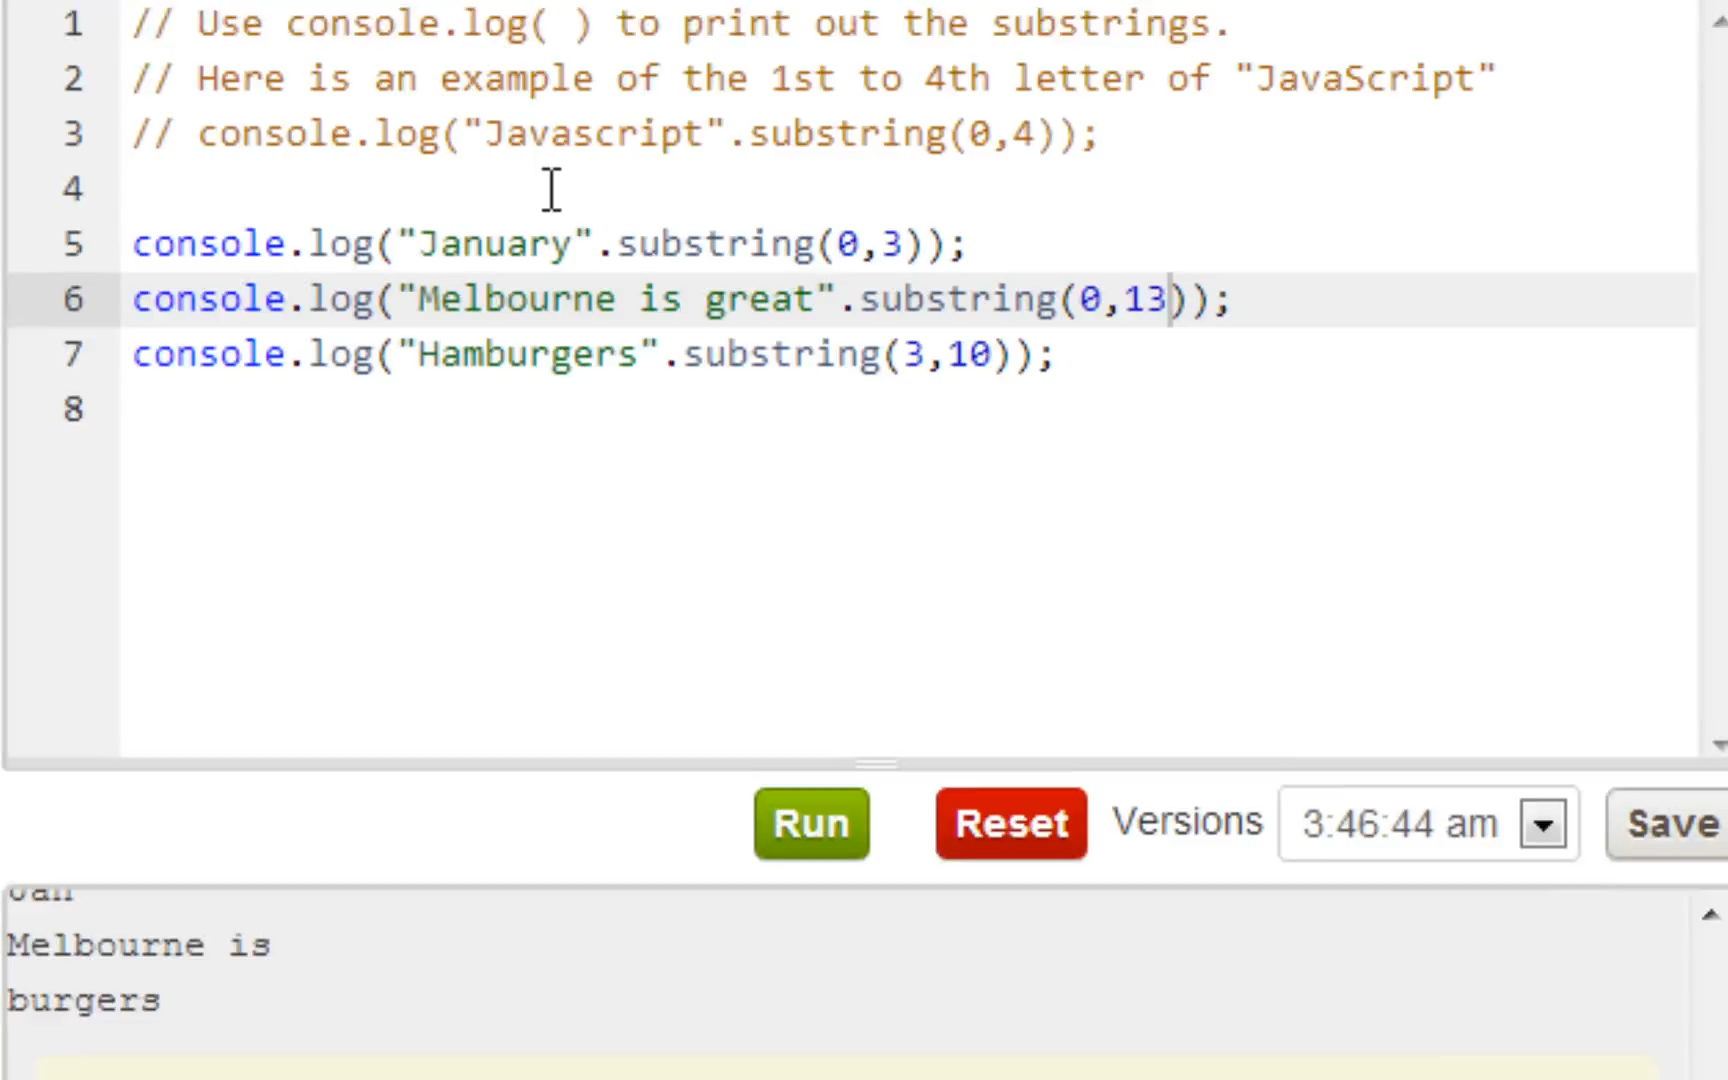 1 // Use console.log( ) to print out the substrings.
2 // Here is an example of the 1st to 4th letter of "JavaScript"
3 // console.log("Javascript".substring(0,4));
4
5 console.log("January".substring(0,3));
6 console.log("Melbourne is great".substring(0,13));
7 console.log("Hamburgers".substring(3,10));
8
Run Reset Versions 3:46:44 am Save
Jan
Melbourne is
burgers